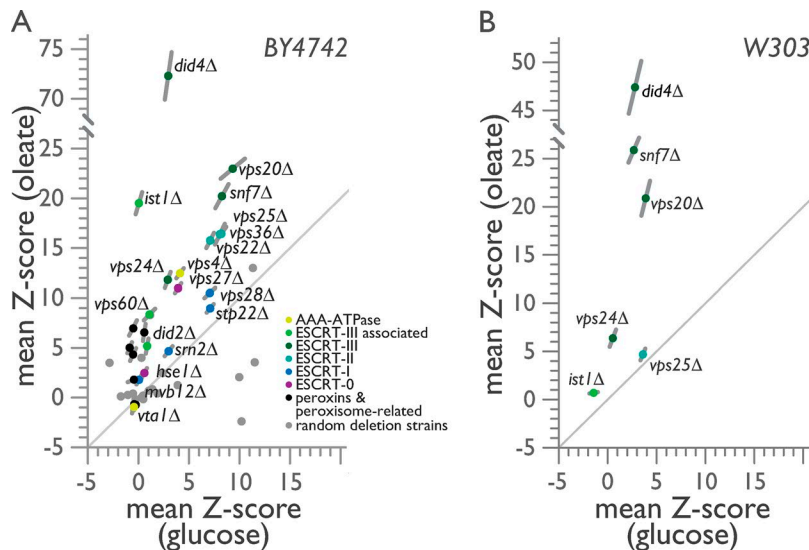 A
BY4742
75
70
25
20
15
10
5
0
-5
mean Z-score (oleate)
did4Δ
vps20Δ
ist1Δ
snf7Δ
vps25Δ
vps36Δ
vps22Δ
vps24Δ
vps4Δ
vps27Δ
vps28Δ
vps60Δ
stp22Δ
did2Δ
srn2Δ
hse1Δ
mvb12Δ
vta1Δ
AAA-ATPase
ESCRT-III associated
ESCRT-III
ESCRT-II
ESCRT-I
ESCRT-0
peroxins &
peroxisome-related
random deletion strains
-5 0 5 10 15
mean Z-score
(glucose)
B
W303
50
45
25
20
15
10
5
0
-5
mean Z-score (oleate)
did4Δ
snf7Δ
vps20Δ
vps24Δ
vps25Δ
ist1Δ
-5 0 5 10 15
mean Z-score
(glucose)